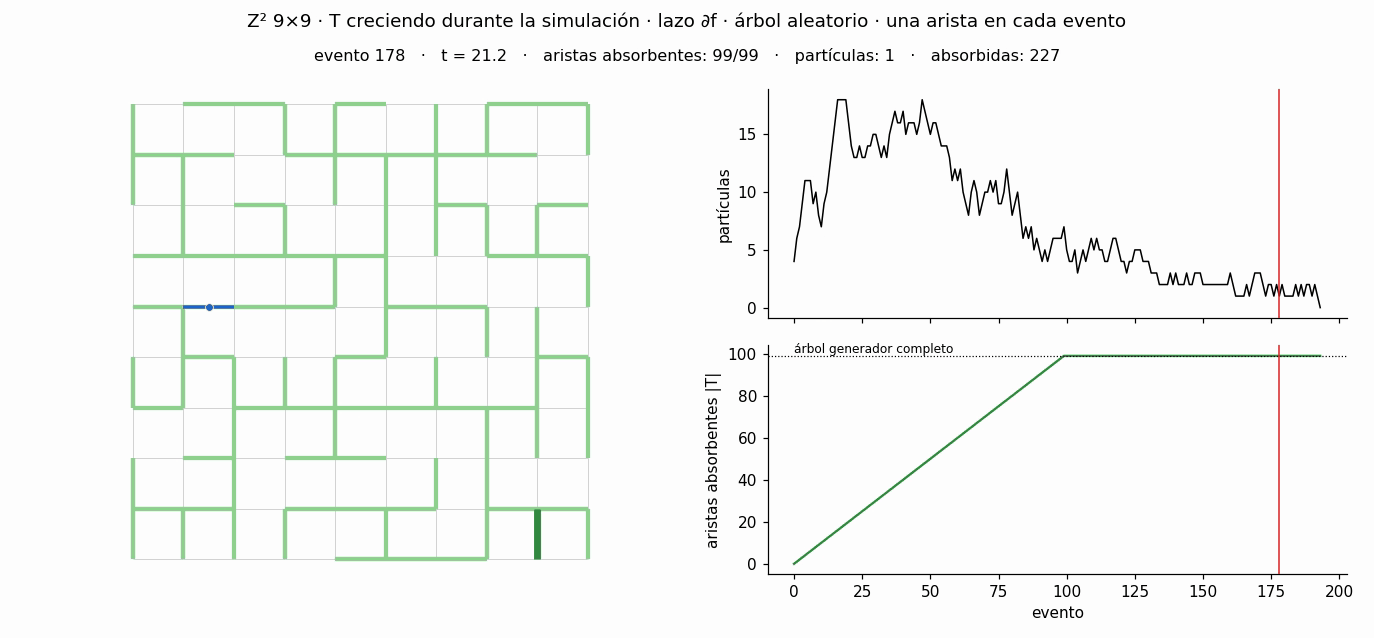 Z² 9×9 · T creciendo durante la simulación · lazo ∂f · árbol aleatorio · una arista en cada evento
evento 178 · t = 21.2 · aristas absorbentes: 99/99 · partículas: 1 · absorbidas: 227
15
10
5
0
partículas
árbol generador completo
100
80
60
40
20
0
aristas absorbentes |T|
0 25 50 75 100 125 150 175 200
evento